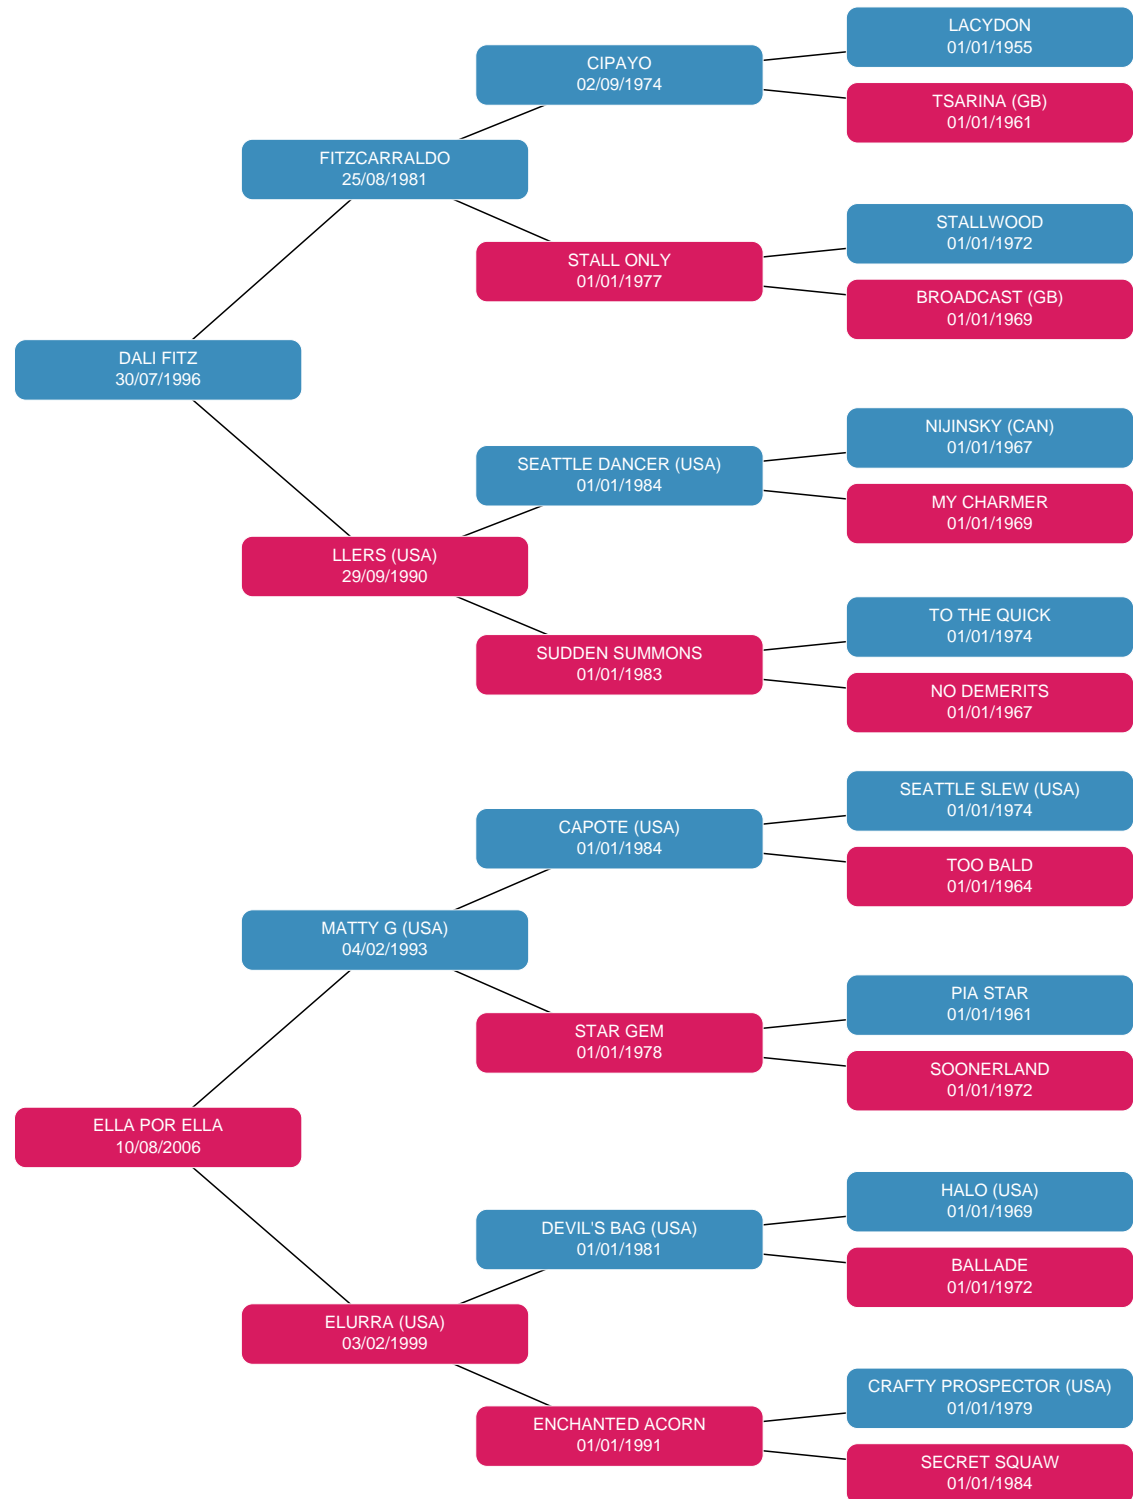 LACYDON
01/01/1955
CIPAYO
02/09/1974
TSARINA (GB)
01/01/1961
FITZCARRALDO
25/08/1981
STALLWOOD
01/01/1972
STALL ONLY
01/01/1977
BROADCAST (GB)
01/01/1969
DALI FITZ
30/07/1996
NIJINSKY (CAN)
01/01/1967
SEATTLE DANCER (USA)
01/01/1984
MY CHARMER
01/01/1969
LLERS (USA)
29/09/1990
TO THE QUICK
01/01/1974
SUDDEN SUMMONS
01/01/1983
NO DEMERITS
01/01/1967
SEATTLE SLEW (USA)
01/01/1974
CAPOTE (USA)
01/01/1984
TOO BALD
01/01/1964
MATTY G (USA)
04/02/1993
PIA STAR
01/01/1961
STAR GEM
01/01/1978
SOONERLAND
01/01/1972
ELLA POR ELLA
10/08/2006
HALO (USA)
01/01/1969
DEVIL'S BAG (USA)
01/01/1981
BALLADE
01/01/1972
ELURRA (USA)
03/02/1999
CRAFTY PROSPECTOR (USA)
01/01/1979
ENCHANTED ACORN
01/01/1991
SECRET SQUAW
01/01/1984